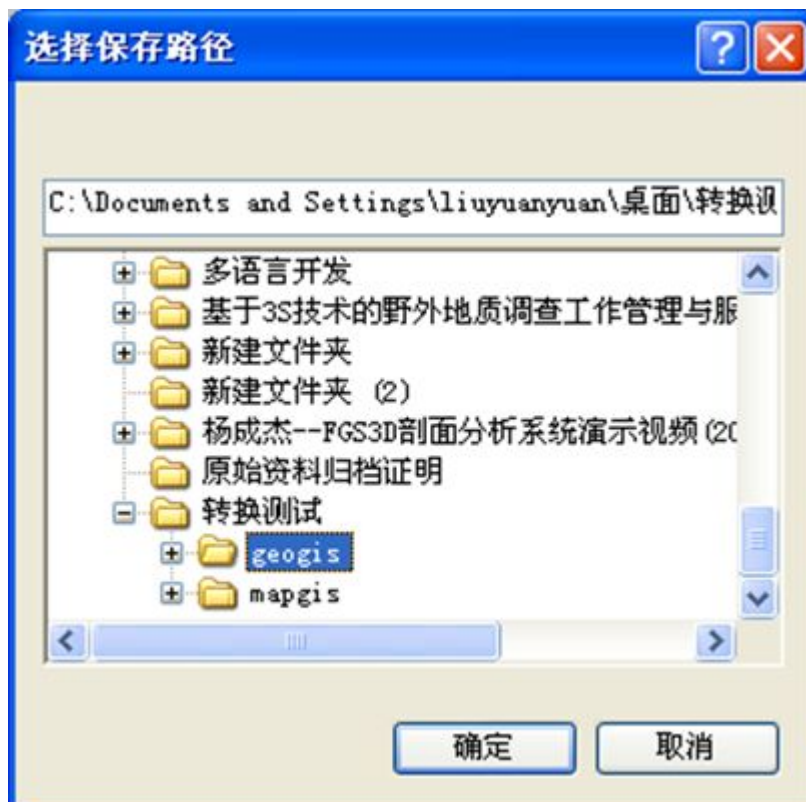 选择保存路径
C:\Documents and Settings\liuyuanyuan\桌面\转换测
多语言开发
基于3S技术的野外地质调查工作管理与服
新建文件夹
新建文件夹 (2)
杨成杰--FGS3D剖面分析系统演示视频(20
原始资料归档证明
转换测试
geogis
mapgis
确定 取消